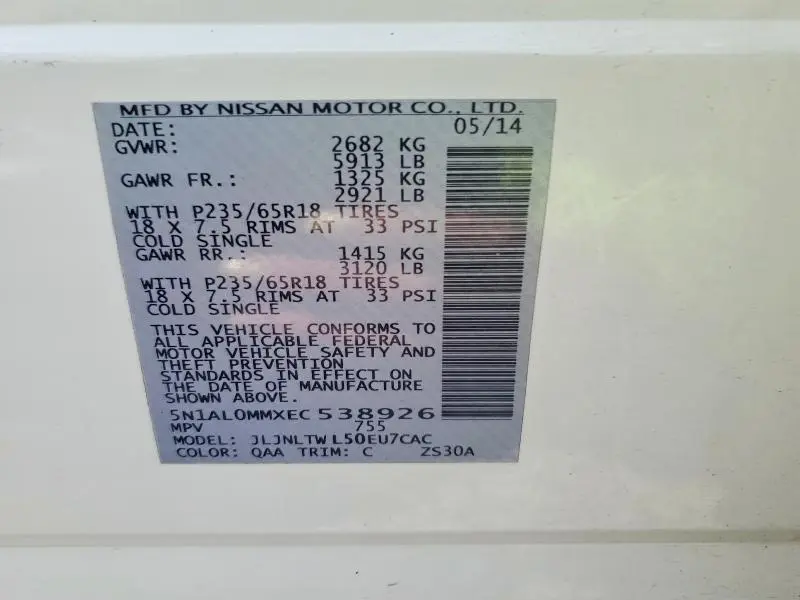 MFD BY NISSAN MOTOR CO., LTD.
DATE: 05/14
GVWR: 2682 KG
5913 LB
GAWR FR.: 1325 KG
2921 LB
WITH P235/65R18 TIRES
18 X 7.5 RIMS AT 33 PSI
COLD SINGLE
GAWR RR.: 1415 KG
3120 LB
WITH P235/65R18 TIRES
18 X 7.5 RIMS AT 33 PSI
COLD SINGLE
THIS VEHICLE CONFORMS TO
ALL APPLICABLE FEDERAL
MOTOR VEHICLE SAFETY AND
THEFT PREVENTION
STANDARDS IN EFFECT ON
THE DATE OF MANUFACTURE
SHOWN ABOVE.
5N1AL0MMXEC538926
MPV 755
MODEL: JLJNLTWL50EU7CAC
COLOR: QAA TRIM: C ZS30A